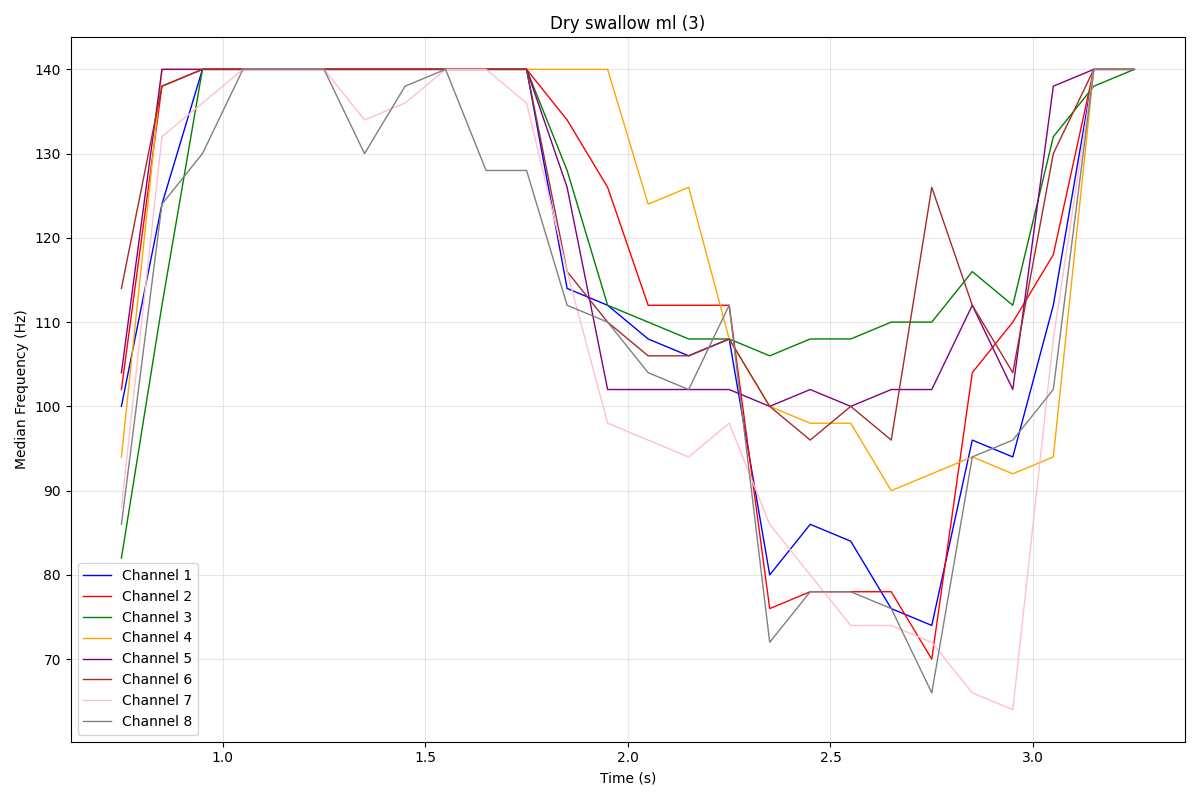 Dry swallow ml (3)
Median Frequency (Hz)
140
130
120
110
100
90
80
70
Channel 1
Channel 2
Channel 3
Channel 4
Channel 5
Channel 6
Channel 7
Channel 8
1.0
1.5
2.0
2.5
3.0
Time (s)